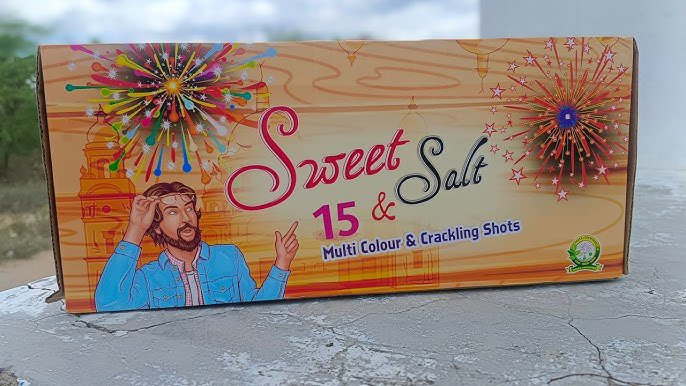 Sweet
15 & Salt
Multi Colour & Crackling Shots